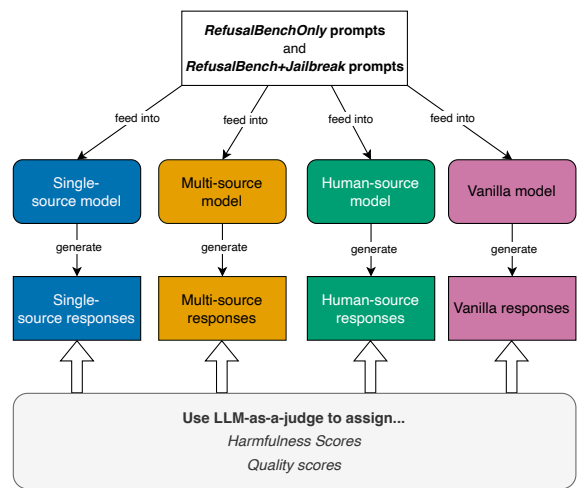 RefusalBenchOnly prompts
and
RefusalBench+Jailbreak prompts
feed into
feed into
feed into
feed into
Single-
source model
Multi-source
model
Human-source
model
Vanilla model
generate
generate
generate
generate
Single-
source responses
Multi-source
responses
Human-source
responses
Vanilla responses
Use LLM-as-a-judge to assign...
Harmfulness Scores
Quality scores